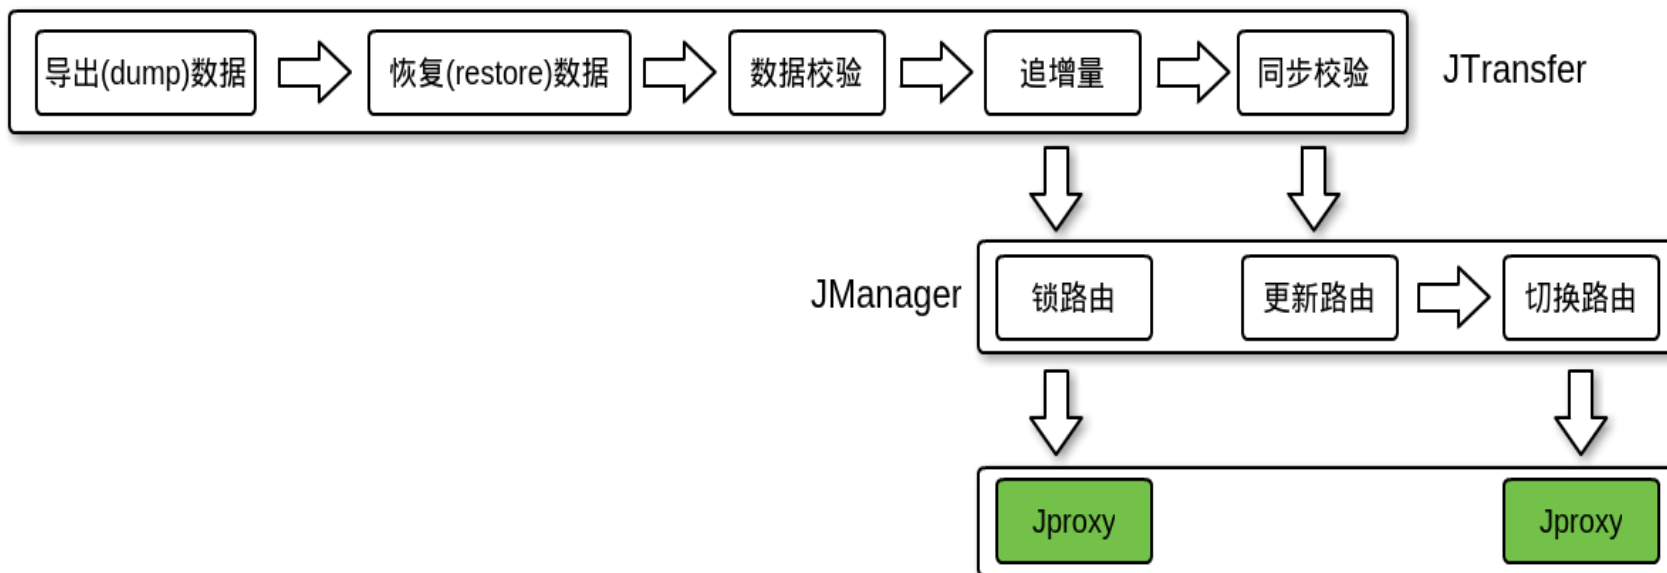 导出(dump)数据
恢复(restore)数据
数据校验
追增量
同步校验
JTransfer
JManager
锁路由
更新路由
切换路由
Jproxy
Jproxy